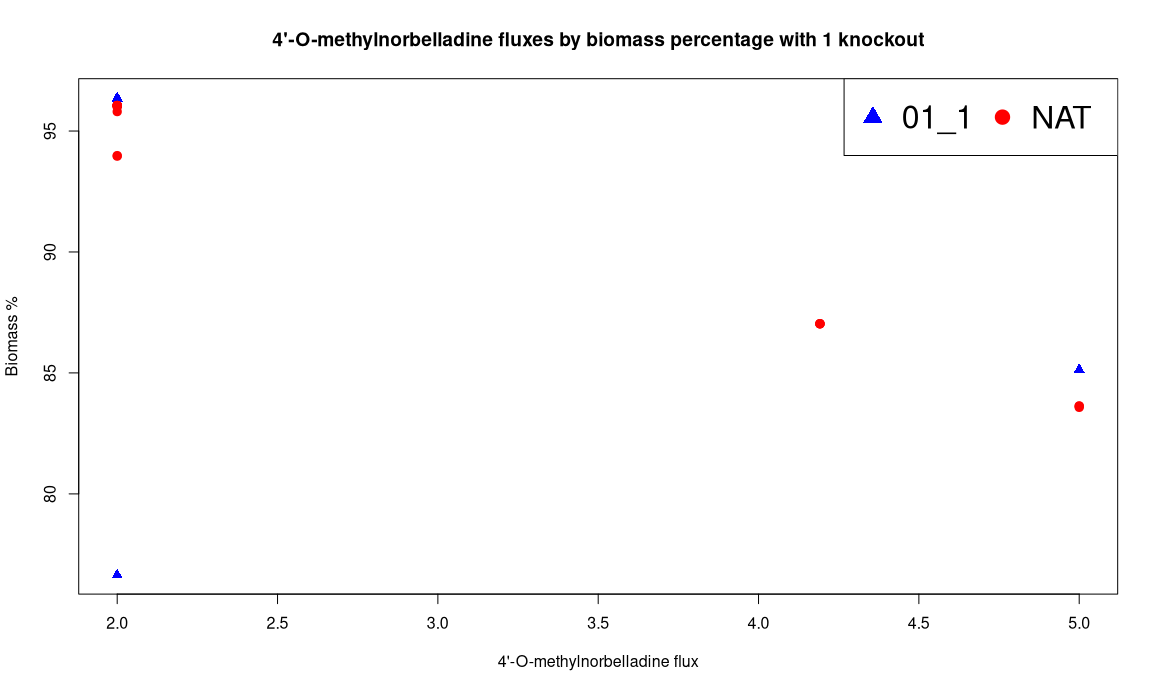 4'-O-methylnorbelladine fluxes by biomass percentage with 1 knockout
01_1 NAT
Biomass %
95
90
85
80
2.0 2.5 3.0 3.5 4.0 4.5 5.0
4'-O-methylnorbelladine flux